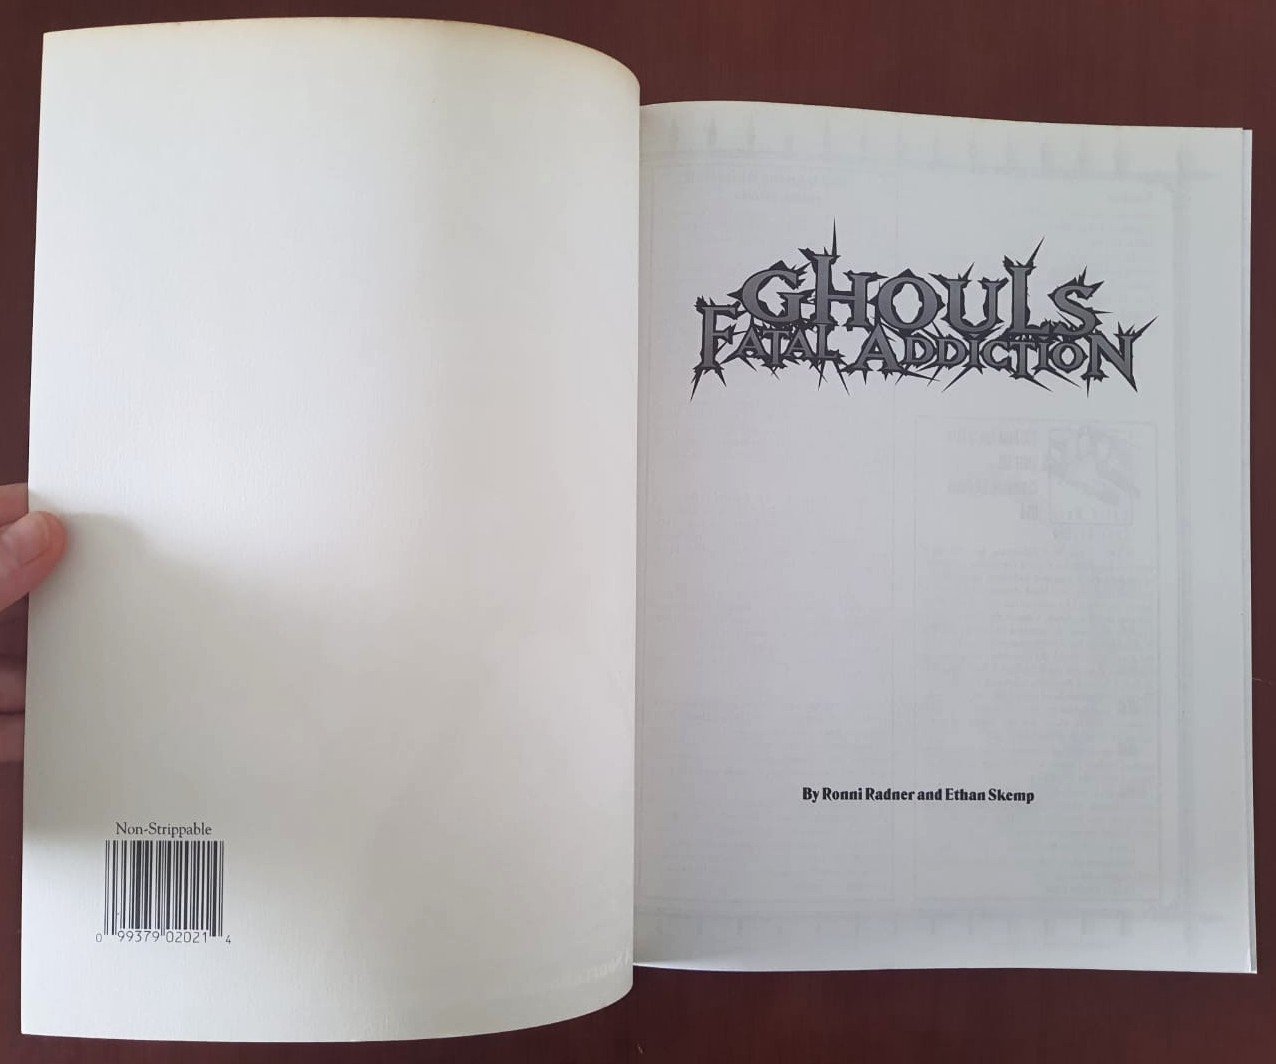 Non-Strippable
0 99379 02021 4
GHOULS
FATAL ADDICTION
By Ronni Radner and Ethan Skemp